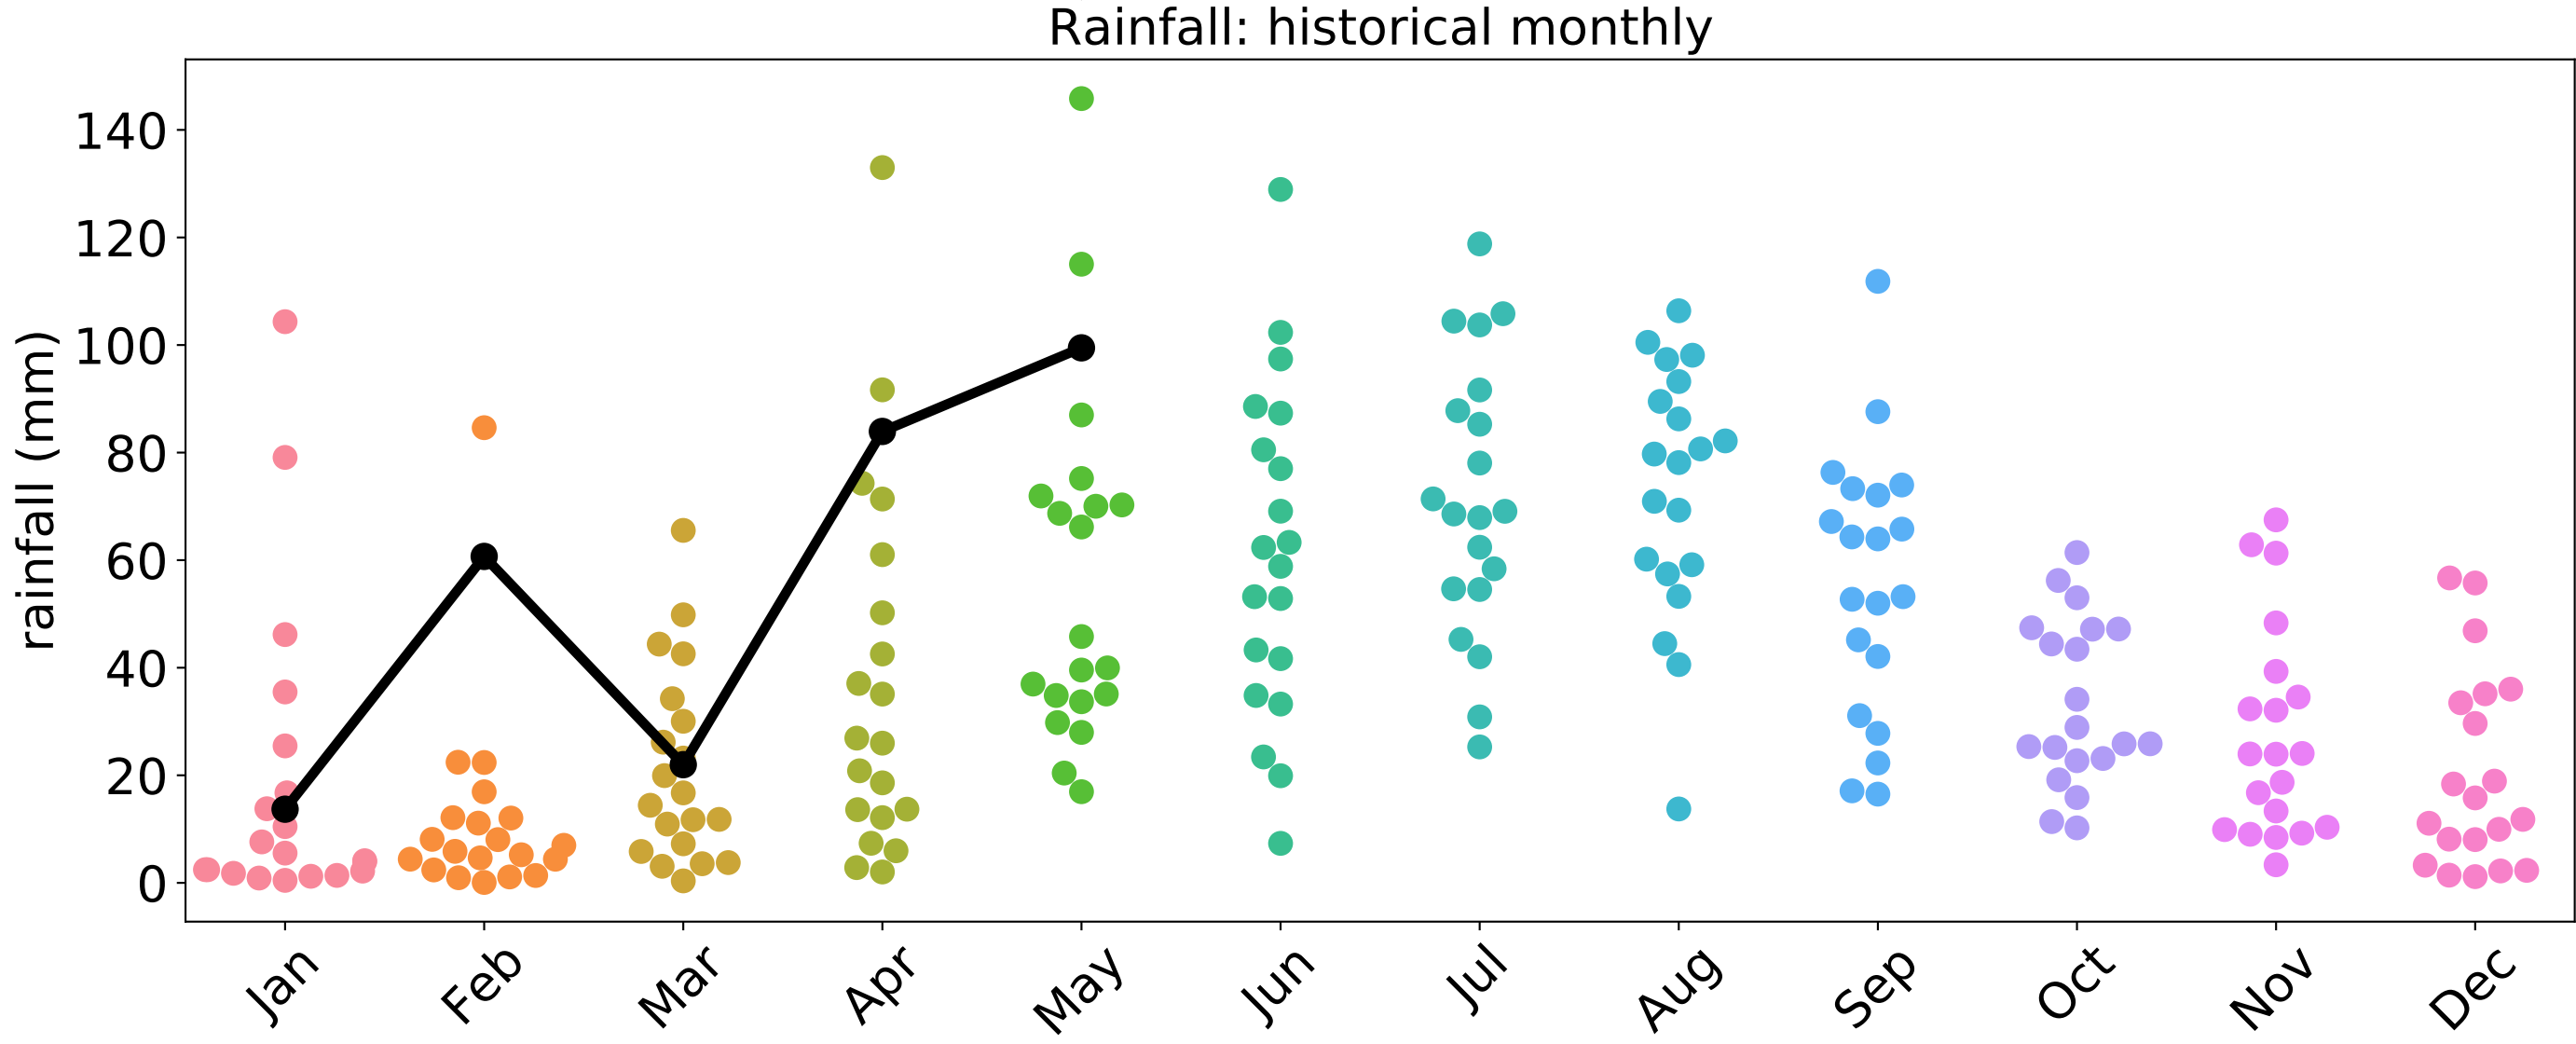 Rainfall: historical monthly
rainfall (mm)
140
120
100
80
60
40
20
0
Jan
Feb
Mar
Apr
May
Jun
Jul
Aug
Sep
Oct
Nov
Dec